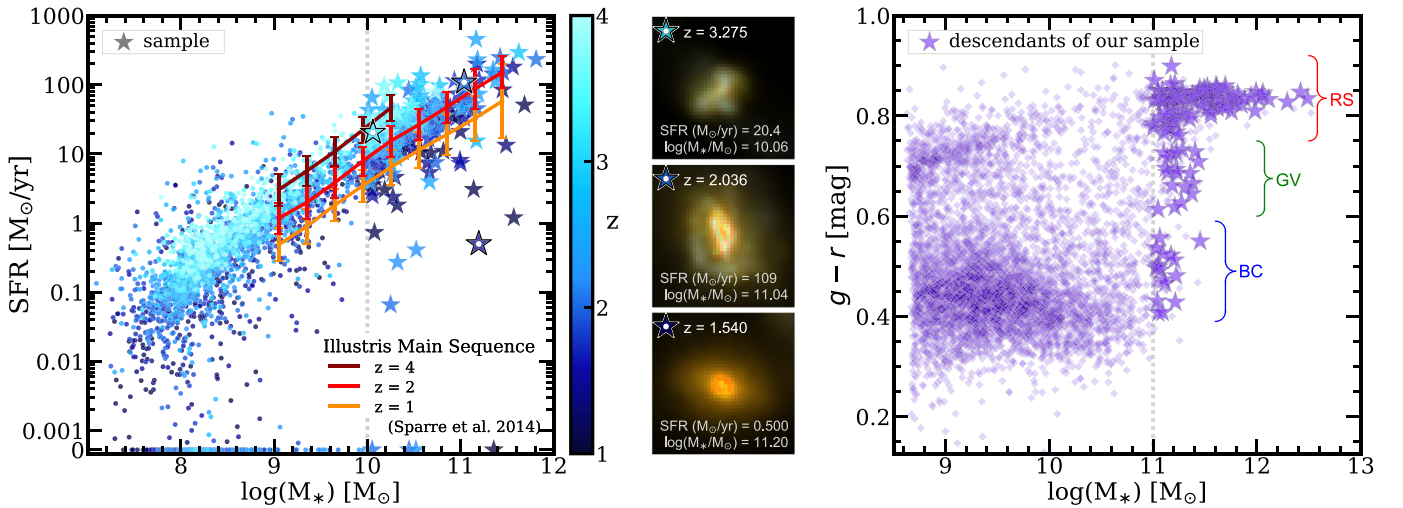 SFR [M⊙/yr]
1000
100
10
1
0.1
0.01
0.001
0
8
9
10
11
12
log(M∗) [M⊙]
sample
Illustris Main Sequence
z = 4
z = 2
z = 1
(Sparre et al. 2014)
4
3
2
1
z
z = 3.275
SFR (M⊙/yr) = 20.4
log(M∗/M⊙) = 10.06
z = 2.036
SFR (M⊙/yr) = 109
log(M∗/M⊙) = 11.04
z = 1.540
SFR (M⊙/yr) = 0.500
log(M∗/M⊙) = 11.20
g − r [mag]
1.0
0.8
0.6
0.4
0.2
9
10
11
12
13
log(M∗) [M⊙]
descendants of our sample
RS
GV
BC